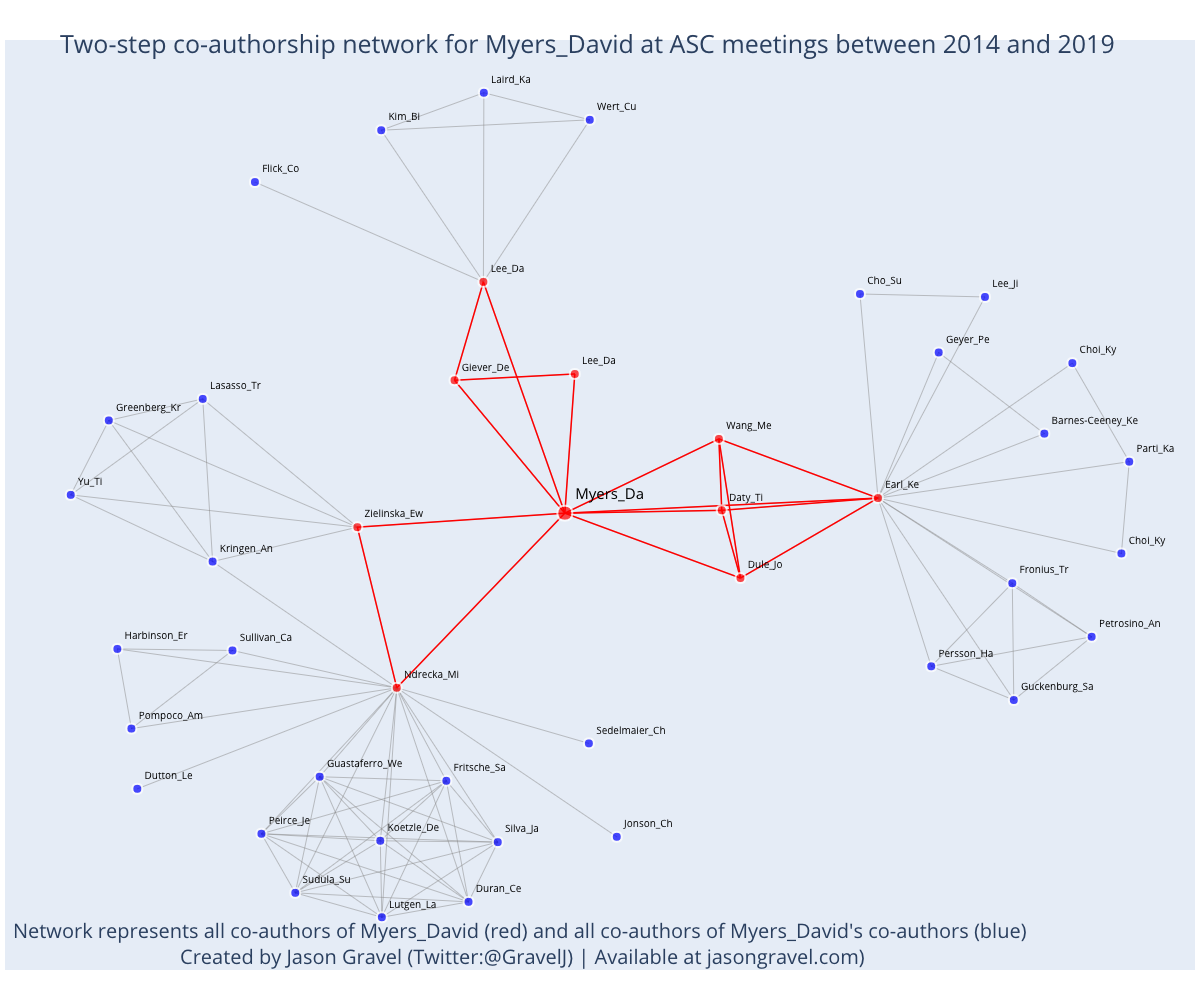 Two-step co-authorship network for Myers_David at ASC meetings between 2014 and 2019
Laird_Ka
Wert_Cu
Kim_Bi
Flick_Co
Lee_Da
Cho_Su
Lee_Ji
Geyer_Pe
Choi_Ky
Giever_De
Lee_Da
Lasasso_Tr
Greenberg_Kr
Barnes-Ceeney_Ke
Wang_Me
Parti_Ka
Yu_Ti
Earl_Ke
Myers_Da
Daty_Ti
Zielinska_Ew
Kringen_An
Choi_Ky
Dule_Jo
Fronius_Tr
Petrosino_An
Harbinson_Er
Sullivan_Ca
Persson_Ha
Ndrecka_Mi
Guckenburg_Sa
Pompoco_Am
Sedelmaier_Ch
Guastaferro_We
Fritsche_Sa
Dutton_Le
Peirce_Je
Koetzle_De
Silva_Ja
Jonson_Ch
Sudula_Su
Duran_Ce
Lutgen_La
Network represents all co-authors of Myers_David (red) and all co-authors of Myers_David's co-authors (blue)
Created by Jason Gravel (Twitter:@GravelJ) | Available at jasongravel.com)